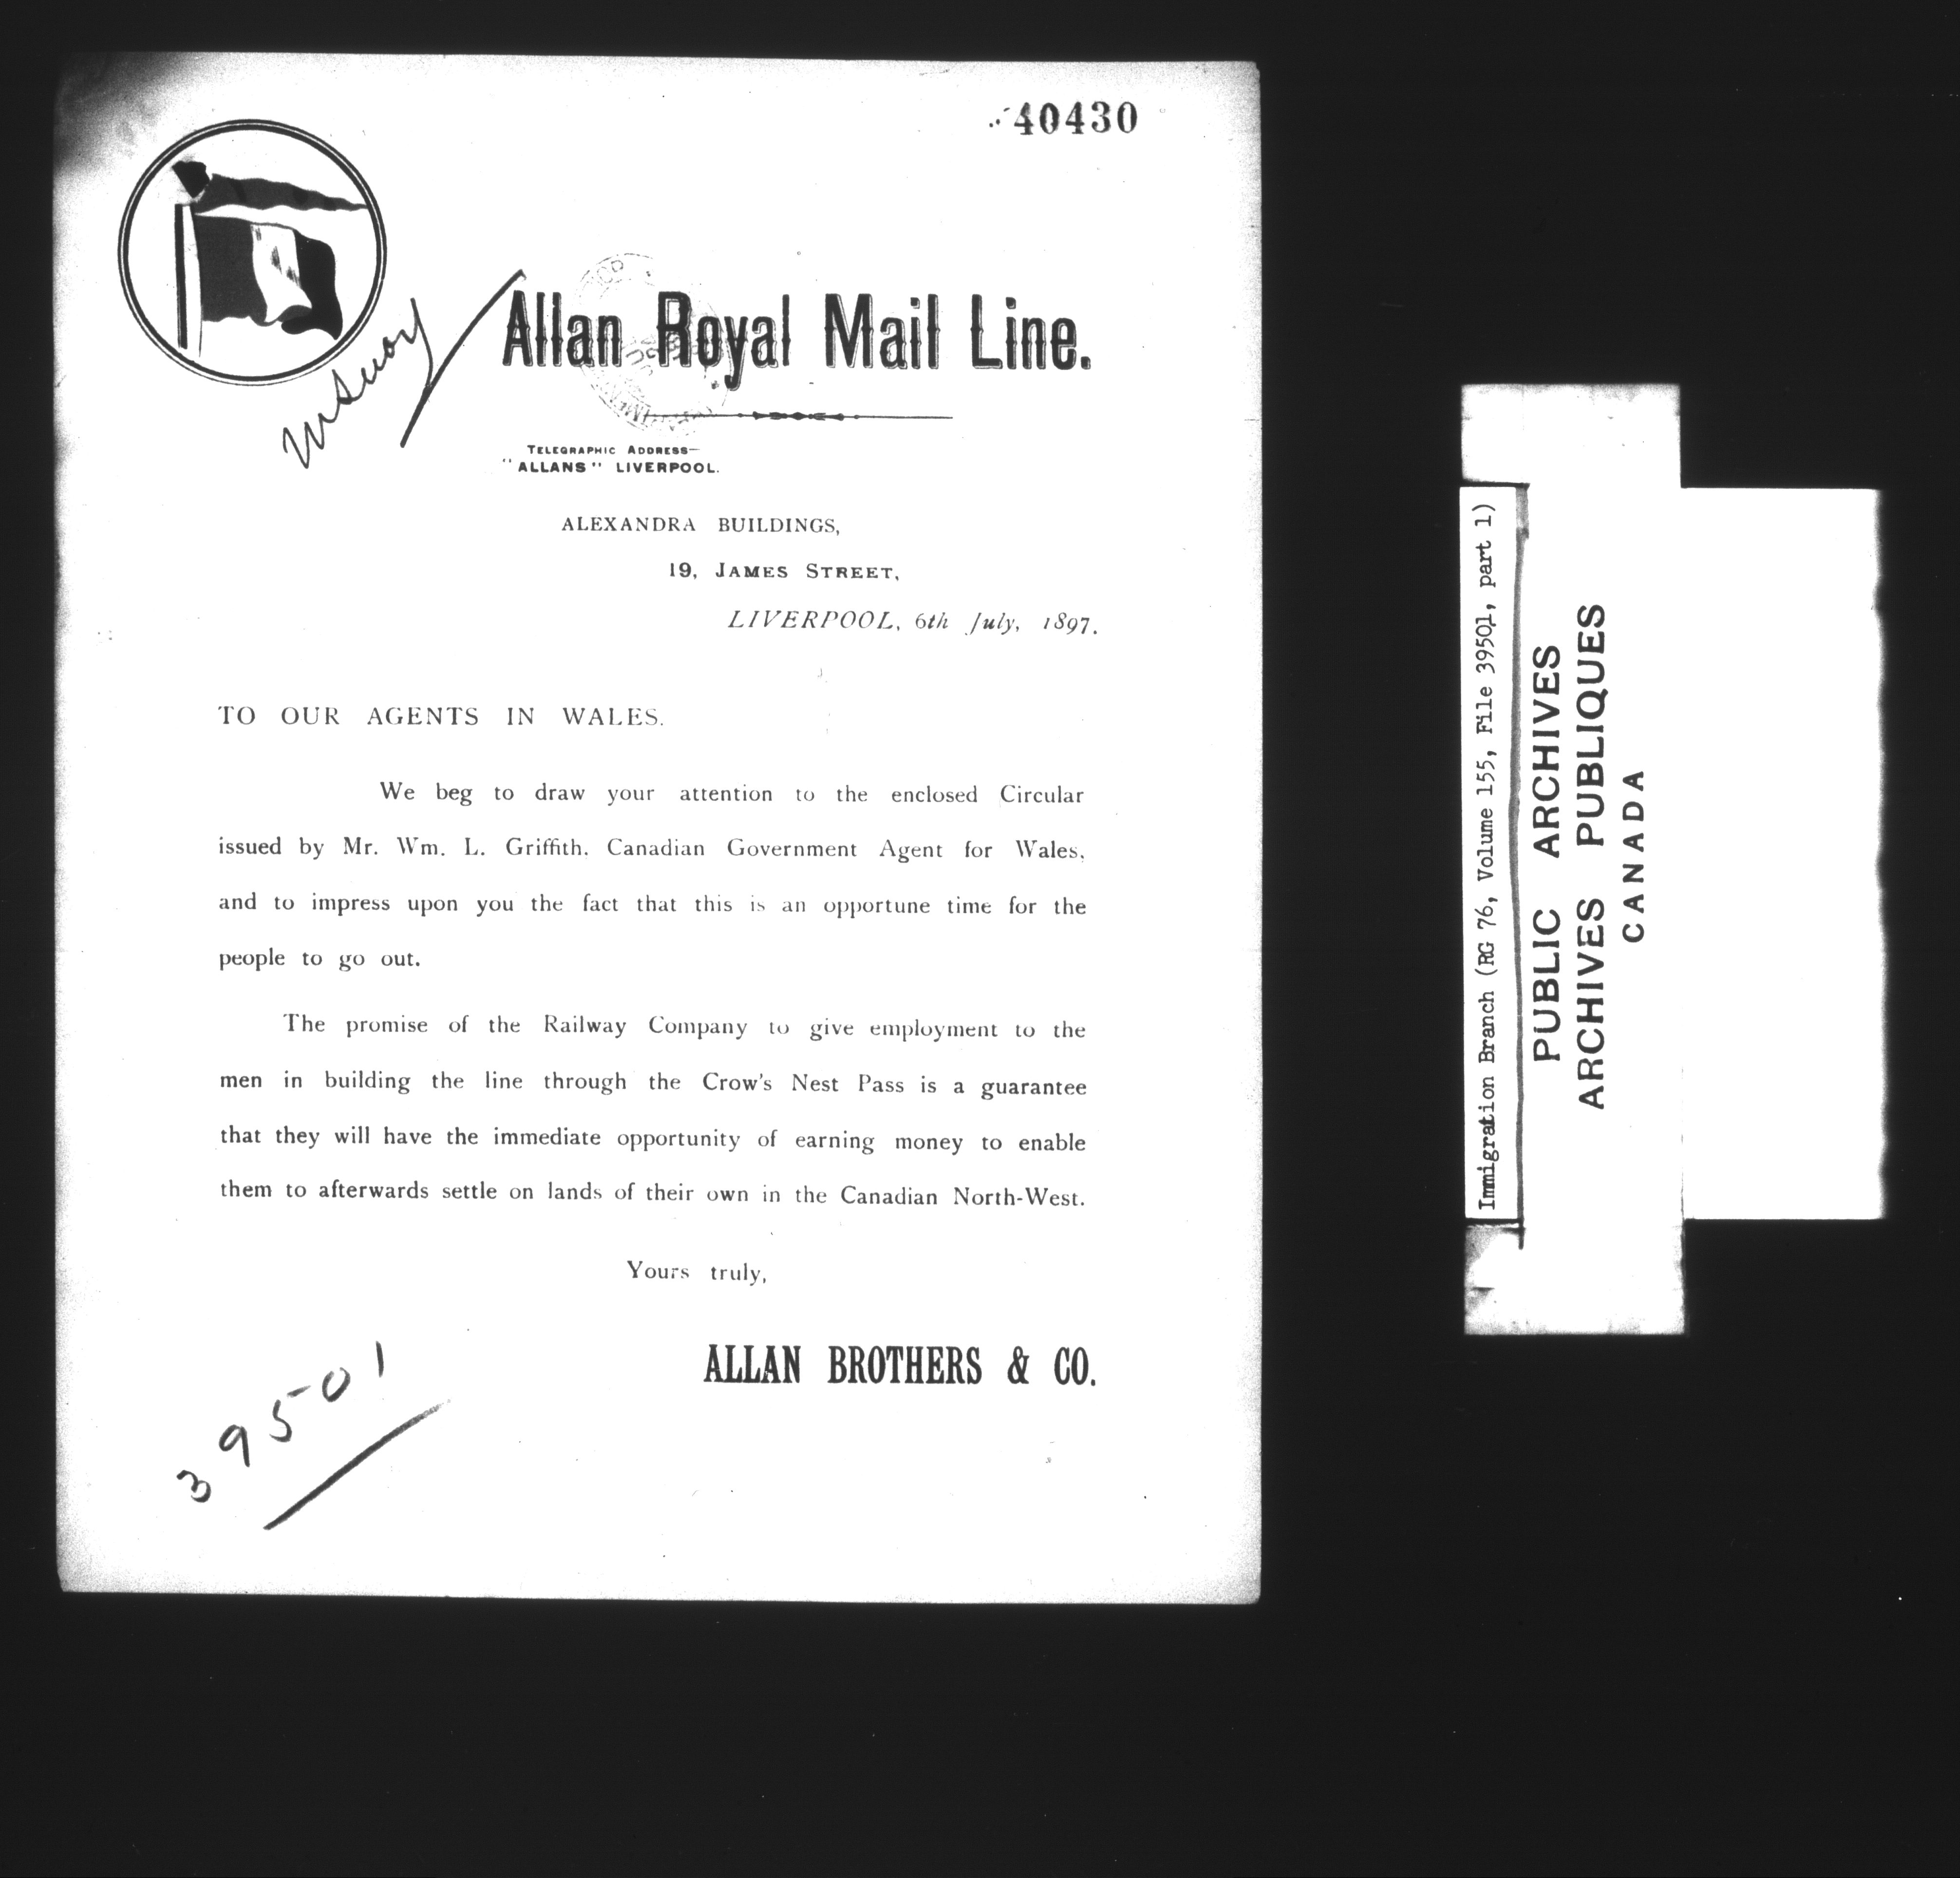 40430
Allan Royal Mail Line.
TELEGRAPHIC ADDRESS—
"ALLANS" LIVERPOOL.
ALEXANDRA BUILDINGS,
19, JAMES STREET,
LIVERPOOL, 6th July, 1897.
TO OUR AGENTS IN WALES.
We beg to draw your attention to the enclosed Circular
issued by Mr. Wm. L. Griffith, Canadian Government Agent for Wales,
and to impress upon you the fact that this is an opportune time for the
people to go out.
The promise of the Railway Company to give employment to the
men in building the line through the Crow's Nest Pass is a guarantee
that they will have the immediate opportunity of earning money to enable
them to afterwards settle on lands of their own in the Canadian North-West.
Yours truly,
ALLAN BROTHERS & CO.
39501
Immigration Branch (RG 76, Volume 155, File 39501, part 1)
PUBLIC ARCHIVES
ARCHIVES PUBLIQUES
CANADA